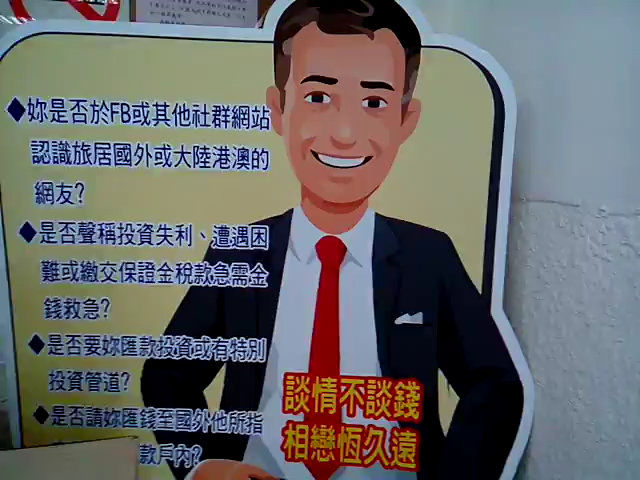 ◆妳是否於FB或其他社群網站
認識旅居國外或大陸港澳的
網友?
◆是否聲稱投資失利、遭遇困
難或繳交保證金稅款急需金
錢救急?
◆是否要妳匯款投資或有特別
投資管道?
◆是否請妳匯錢至國外他所指
款戶內?
談情不談錢
相戀恆久遠